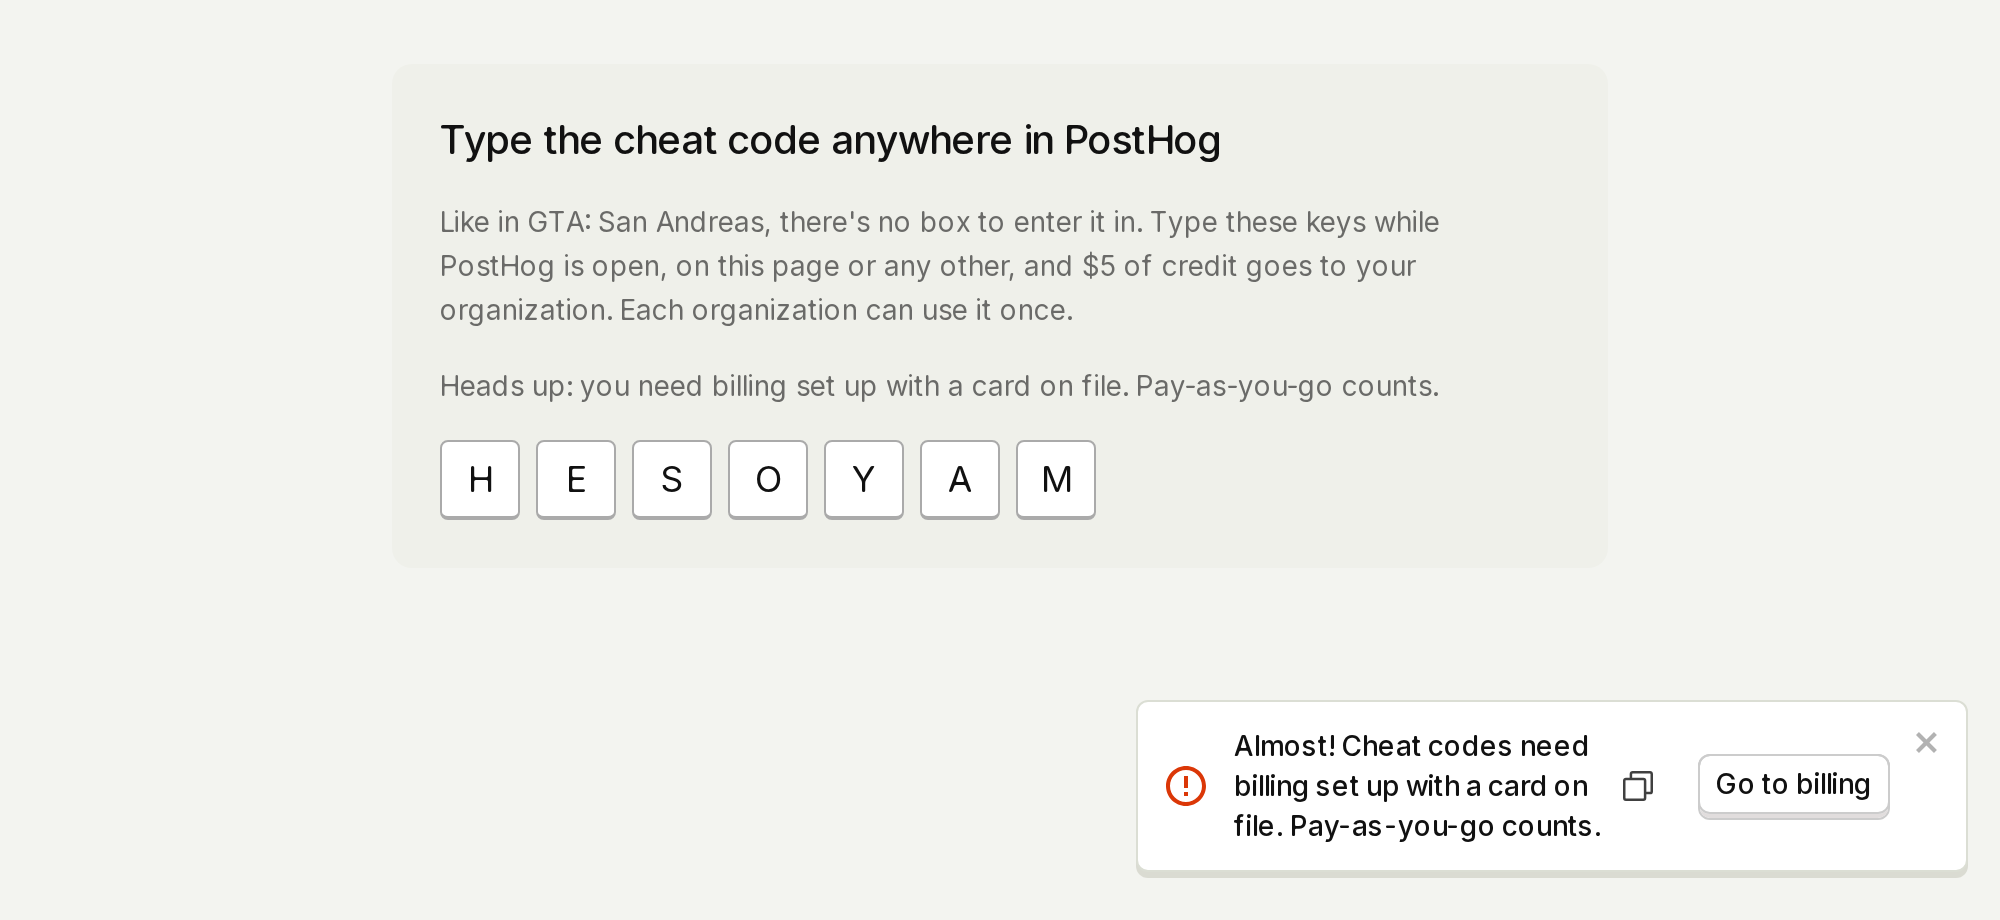 Type the cheat code anywhere in PostHog
Like in GTA: San Andreas, there's no box to enter it in. Type these keys while
PostHog is open, on this page or any other, and $5 of credit goes to your
organization. Each organization can use it once.
Heads up: you need billing set up with a card on file. Pay-as-you-go counts.
H E S O Y A M
Almost! Cheat codes need
billing set up with a card on
file. Pay-as-you-go counts.
Go to billing